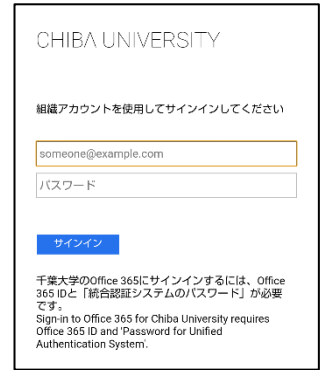 CHIBA UNIVERSITY
組織アカウントを使用してサインインしてください
someone@example.com
パスワード
サインイン
千葉大学のOffice 365にサインインするには、Office
365 IDと「統合認証システムのパスワード」が必要
です。
Sign-in to Office 365 for Chiba University requires
Office 365 ID and 'Password for Unified
Authentication System'.